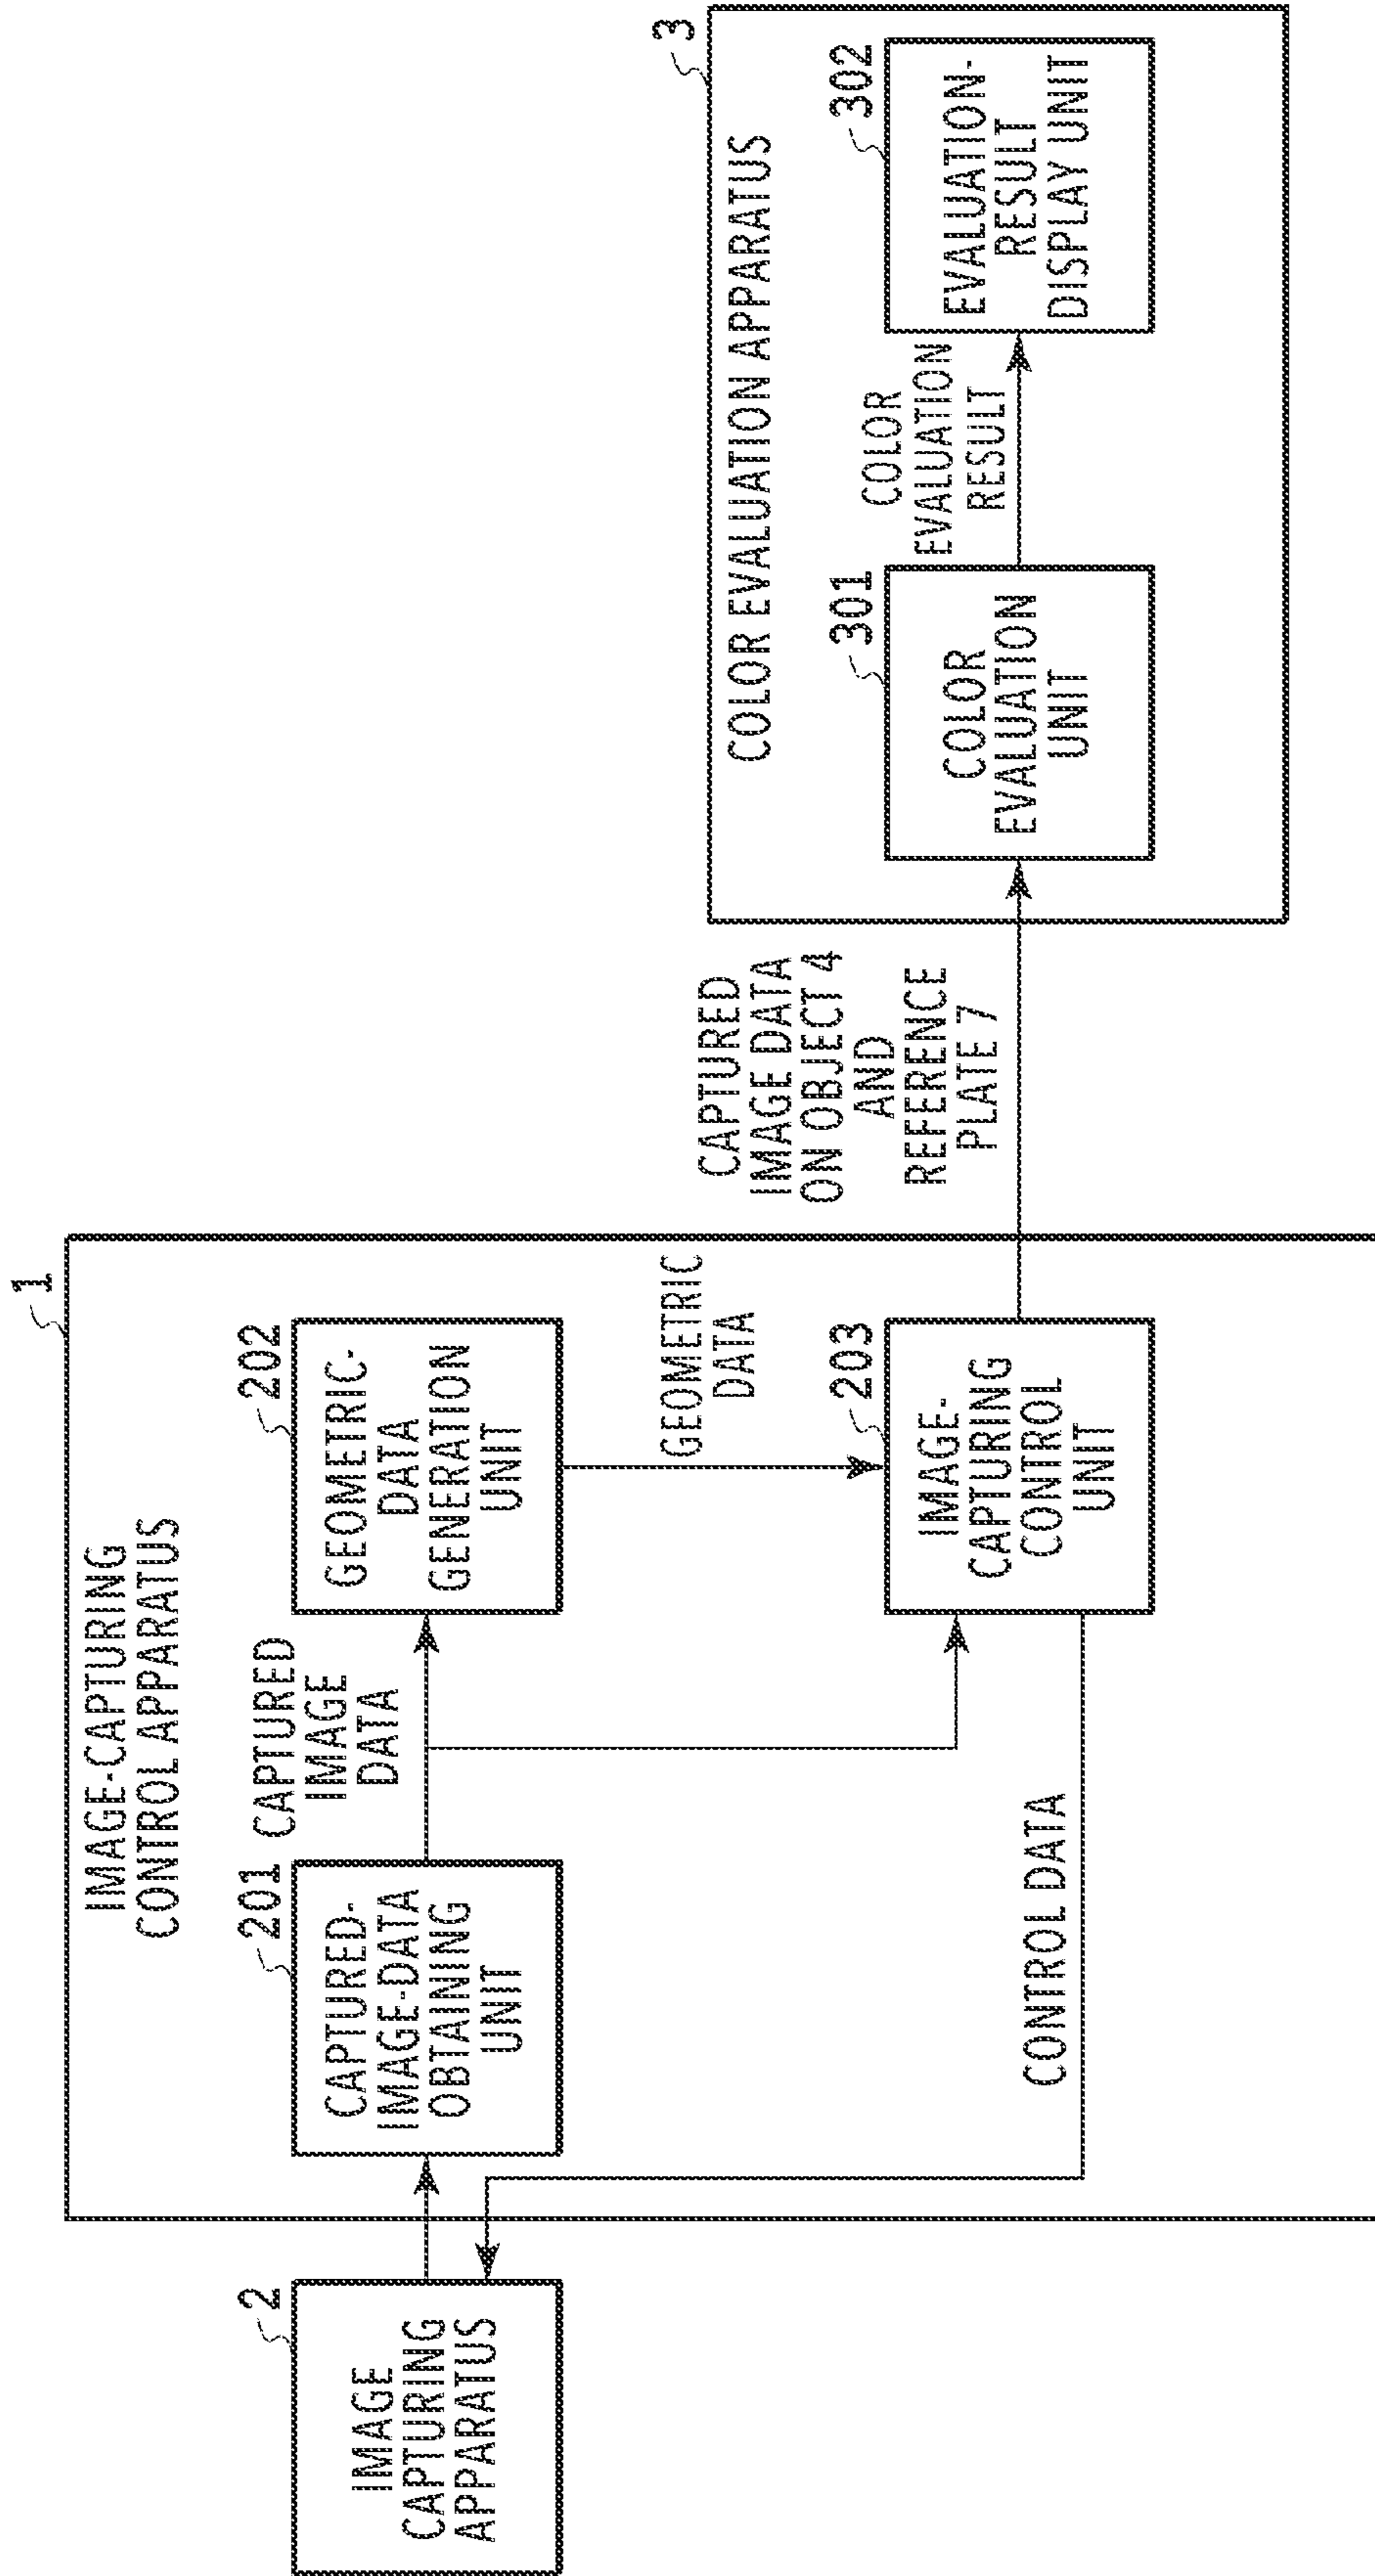 1
IMAGE-CAPTURING
CONTROL APPARATUS
2
IMAGE
CAPTURING
APPARATUS
201
CAPTURED-
IMAGE-DATA
OBTAINING
UNIT
CAPTURED
IMAGE
DATA
202
GEOMETRIC-
DATA
GENERATION
UNIT
GEOMETRIC
DATA
203
IMAGE-
CAPTURING
CONTROL
UNIT
CONTROL DATA
CAPTURED
IMAGE DATA
ON OBJECT 4
AND
REFERENCE
PLATE 7
3
COLOR EVALUATION APPARATUS
301
COLOR
EVALUATION
UNIT
COLOR
EVALUATION
RESULT
302
EVALUATION-
RESULT
DISPLAY UNIT